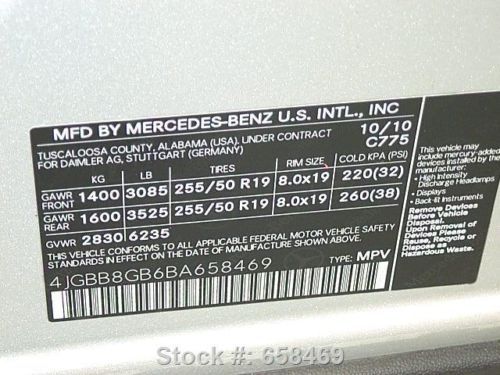 MFD BY MERCEDES-BENZ U.S. INTL., INC
TUSCALOOSA COUNTY, ALABAMA (USA), UNDER CONTRACT 10/10
FOR DAIMLER AG, STUTTGART (GERMANY) C775
KG LB TIRES RIM SIZE COLD KPA (PSI)
GAWR FRONT 1400 3085 255/50 R19 8.0x19 220(32)
GAWR REAR 1600 3525 255/50 R19 8.0x19 260(38)
GVWR 2830 6235
THIS VEHICLE CONFORMS TO ALL APPLICABLE FEDERAL MOTOR VEHICLE SAFETY
AND THEFT PREVENTION STANDARDS IN EFFECT ON THE DATE OF MANUFACTURE SHOWN ABOVE.
4JGBB8GB6BA658469 TYPE: MPV
This vehicle may
include mercury-added
devices installed by the
manufacturer:
• High Intensity
Discharge Headlamps
• Displays
• Back-lit Instruments
Remove Devices
Before Vehicle
Disposal.
Upon Removal of
Devices Please
Reuse, Recycle or
Dispose as
Hazardous Waste.
Stock #: 658469